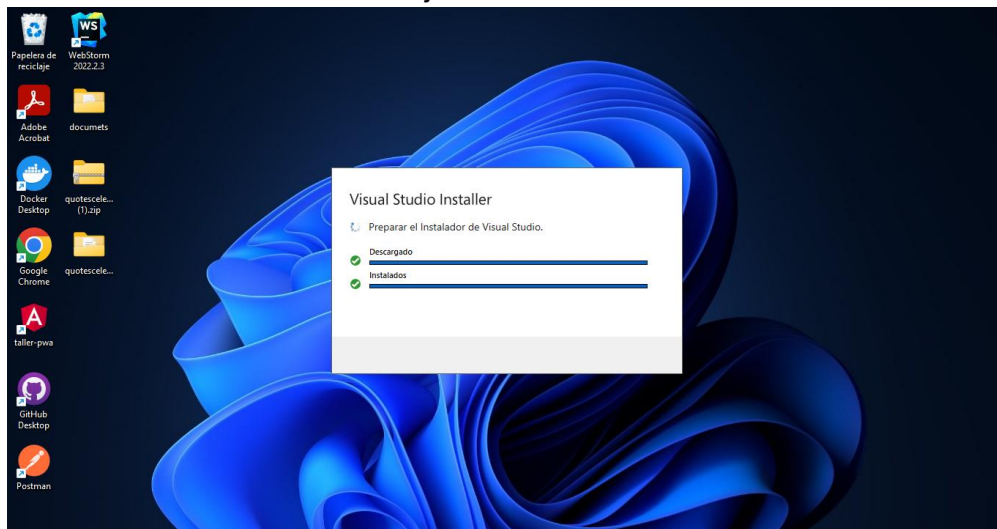 Papelera de
reciclaje
WS
WebStorm
2022.2.3
Adobe
Acrobat
documets
Docker
Desktop
quotescele...
(1).zip
Google
Chrome
quotescele...
taller-pwa
GitHub
Desktop
Postman
Visual Studio Installer
Preparar el Instalador de Visual Studio.
Descargado
Instalados